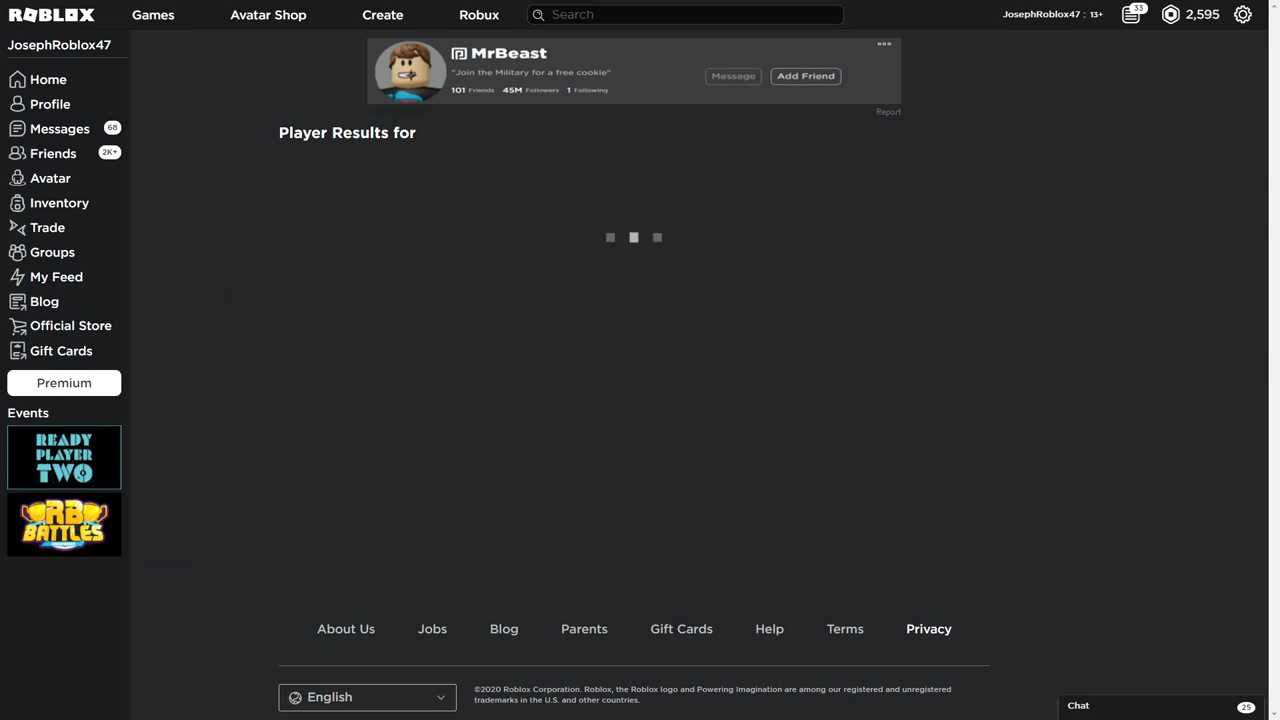 ROBLOX Games Avatar Shop Create Robux Search JosephRoblox47 : 13+ 33 2,595
JosephRoblox47
Home
Profile
Messages 68
Friends 2K+
Avatar
Inventory
Trade
Groups
My Feed
Blog
Official Store
Gift Cards
Premium
Events
READY
PLAYER
TWO
RB
BATTLES
MrBeast
"Join the Military for a free cookie"
101 Friends 45M Followers 1 Following
Message Add Friend
Report
Player Results for
About Us Jobs Blog Parents Gift Cards Help Terms Privacy
English
©2020 Roblox Corporation. Roblox, the Roblox logo and Powering Imagination are among our registered and unregistered
trademarks in the U.S. and other countries.
Chat 25